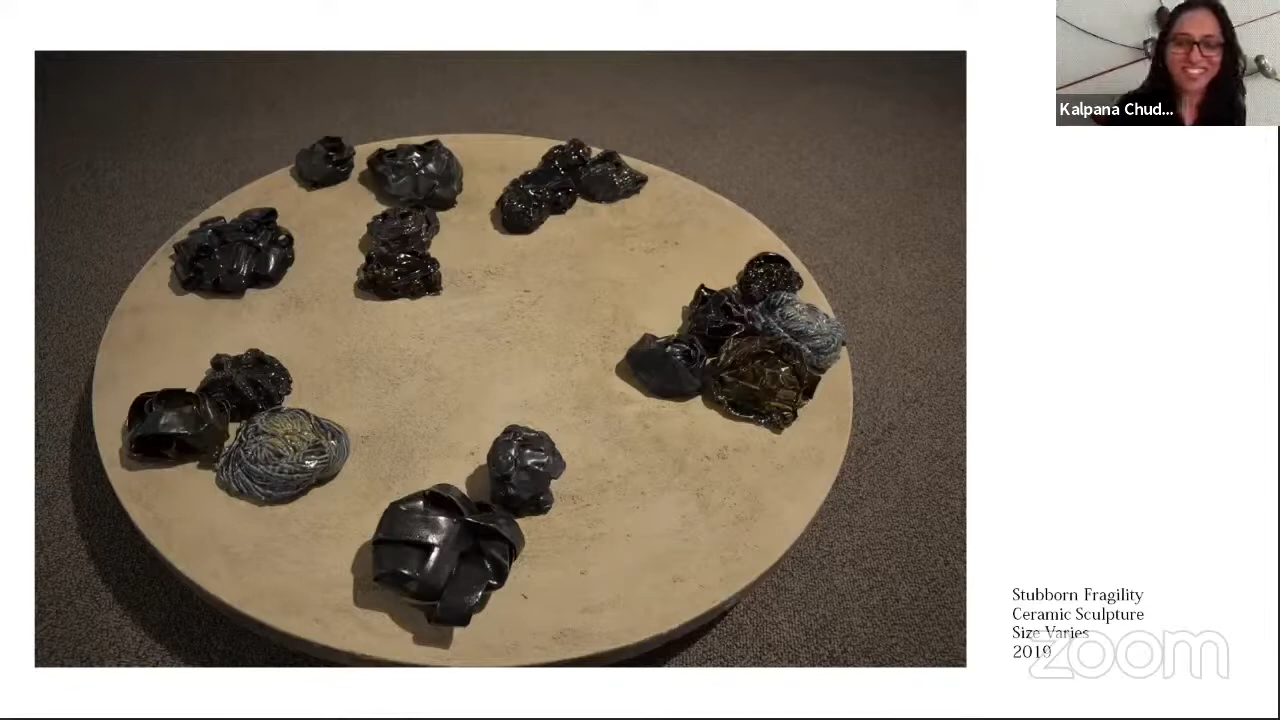 Kalpana Chud...
Stubborn Fragility
Ceramic Sculpture
Size Varies
2019
zoom